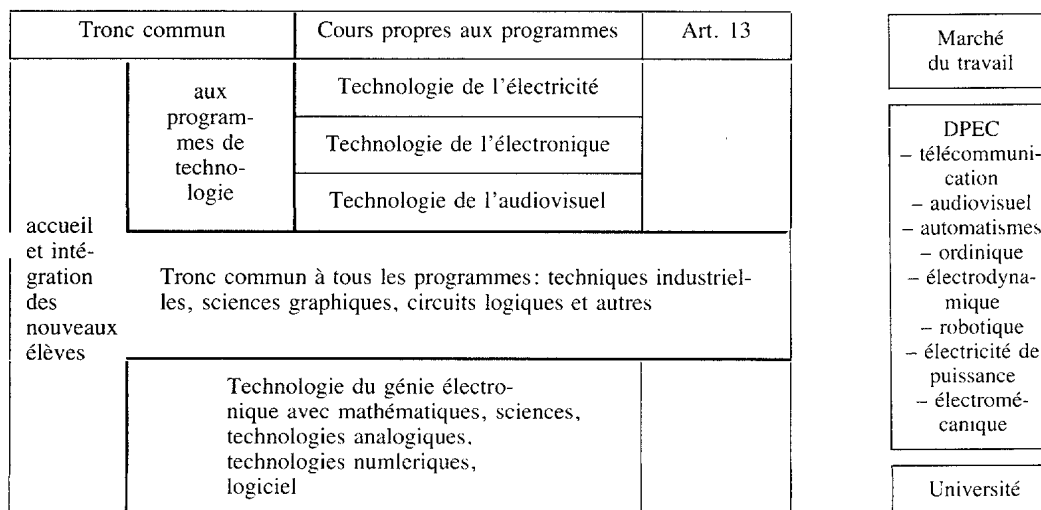 Tronc commun
Cours propres aux programmes
Art. 13
aux
program-
mes de
techno-
logie
Technologie de l'électricité
Technologie de l'électronique
Technologie de l'audiovisuel
accueil
et inté-
gration
des
nouveaux
élèves
Tronc commun à tous les programmes: techniques industriel-
les, sciences graphiques, circuits logiques et autres
Technologie du génie électro-
nique avec mathématiques, sciences,
technologies analogiques,
technologies numlcriques,
logiciel
Marché
du travail
DPEC
– télécommuni-
cation
– audiovisuel
– automatismes
– ordinique
– électrodyna-
mique
– robotique
– électricité de
puissance
– électromé-
canique
Université